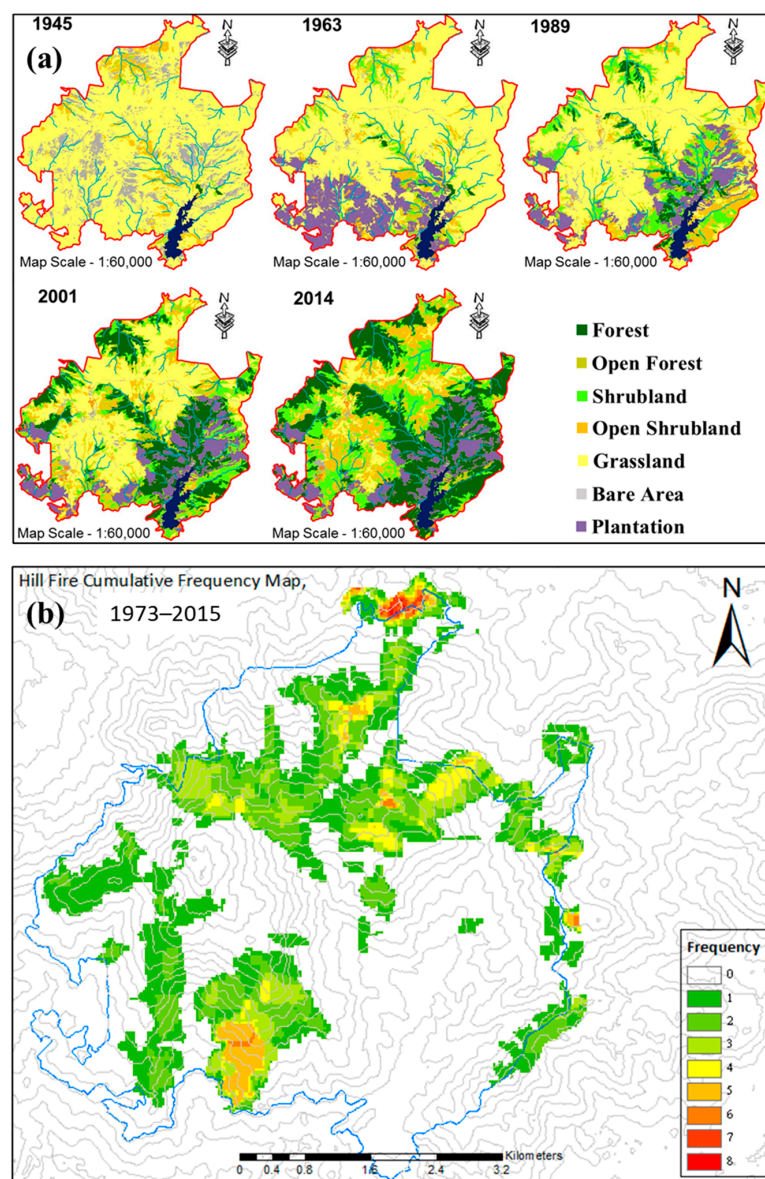 (a)
1945
N
Map Scale - 1:60,000
1963
N
Map Scale - 1:60,000
1989
N
Map Scale - 1:60,000
2001
N
Map Scale - 1:60,000
2014
N
Map Scale - 1:60,000
Forest
Open Forest
Shrubland
Open Shrubland
Grassland
Bare Area
Plantation
Hill Fire Cumulative Frequency Map,
(b) 1973–2015
N
Frequency
0
1
2
3
4
5
6
7
8
Kilometers
0 0.4 0.8 1.6 2.4 3.2